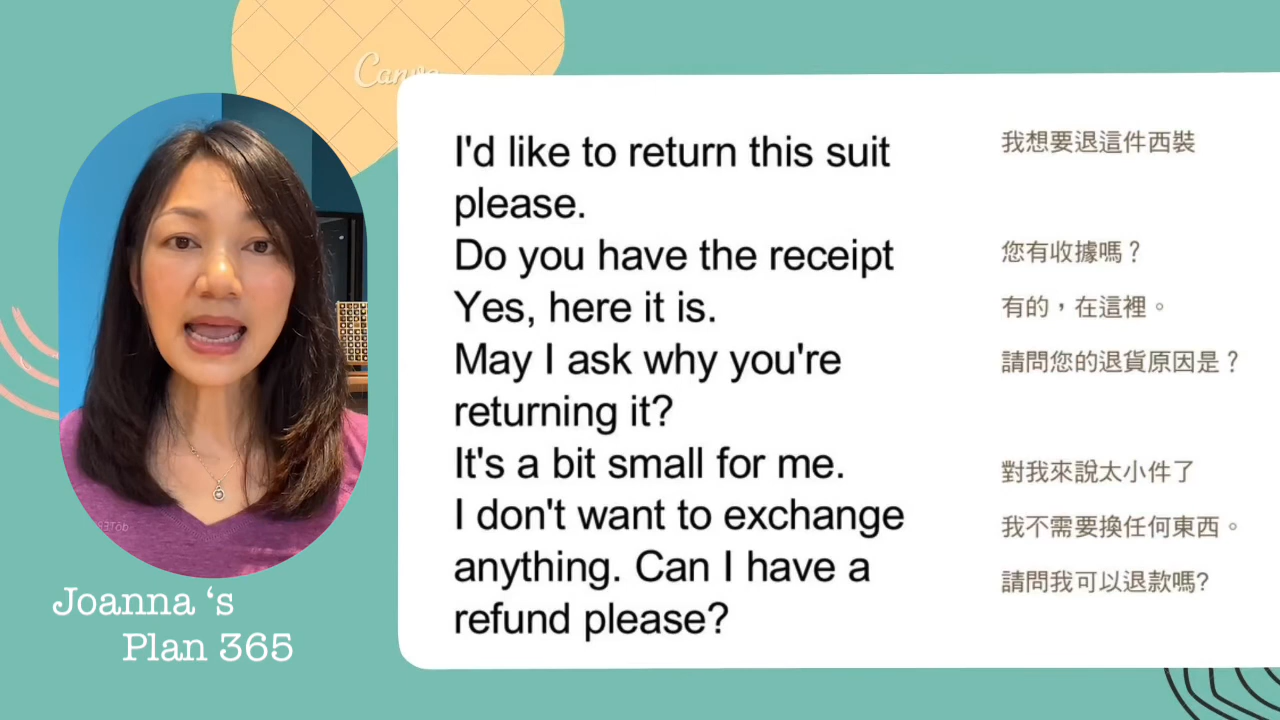 Canva
I'd like to return this suit
please.
Do you have the receipt
Yes, here it is.
May I ask why you're
returning it?
It's a bit small for me.
I don't want to exchange
anything. Can I have a
refund please?
我想要退這件西裝
您有收據嗎？
有的，在這裡。
請問您的退貨原因是？
對我來說太小件了
我不需要換任何東西。
請問我可以退款嗎?
Joanna ‘s
Plan 365